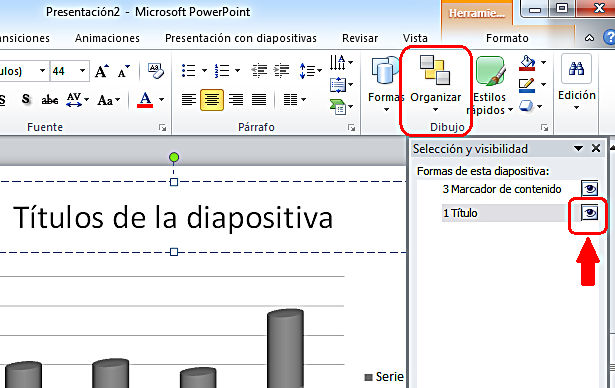 Presentación2 - Microsoft PowerPoint
Herramie...
ansiciones Animaciones Presentación con diapositivas Revisar Vista Formato
ulos) 44 A A
S S abc AV Aa A
Formas Organizar Estilos rápidos Edición
Fuente Párrafo Dibujo
Selección y visibilidad
Formas de esta diapositiva:
3 Marcador de contenido
1 Título
Títulos de la diapositiva
Serie